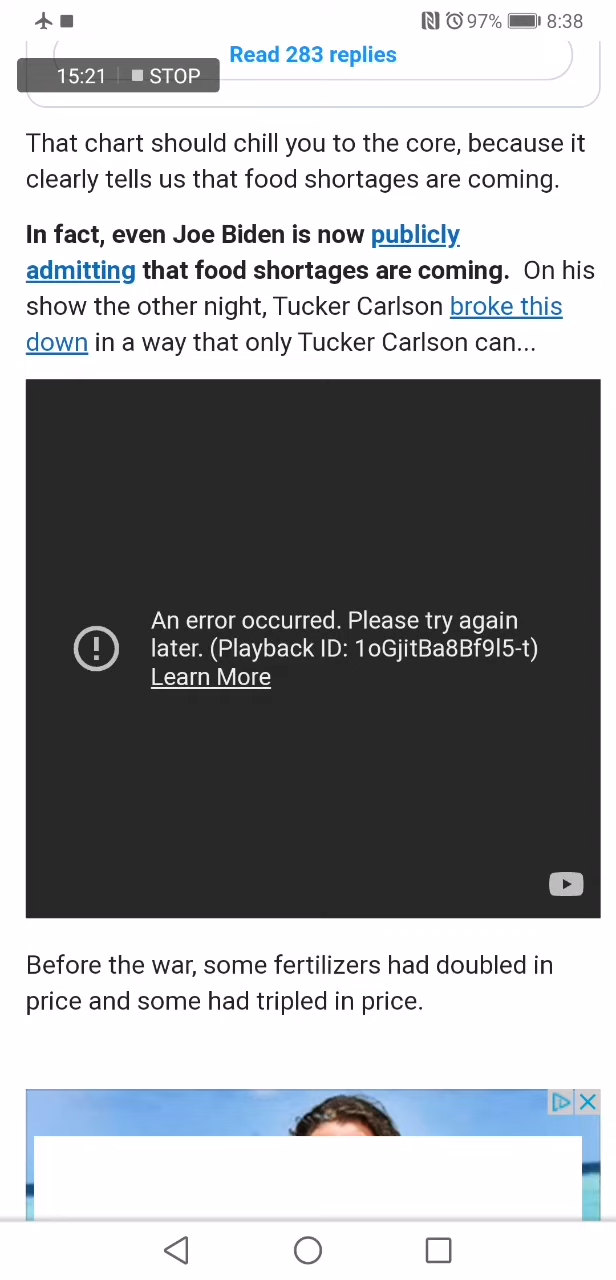 97% 8:38
Read 283 replies
15:21 STOP
That chart should chill you to the core, because it
clearly tells us that food shortages are coming.
In fact, even Joe Biden is now publicly
admitting that food shortages are coming. On his
show the other night, Tucker Carlson broke this
down in a way that only Tucker Carlson can...
An error occurred. Please try again
later. (Playback ID: 1oGjitBa8Bf9l5-t)
Learn More
Before the war, some fertilizers had doubled in
price and some had tripled in price.